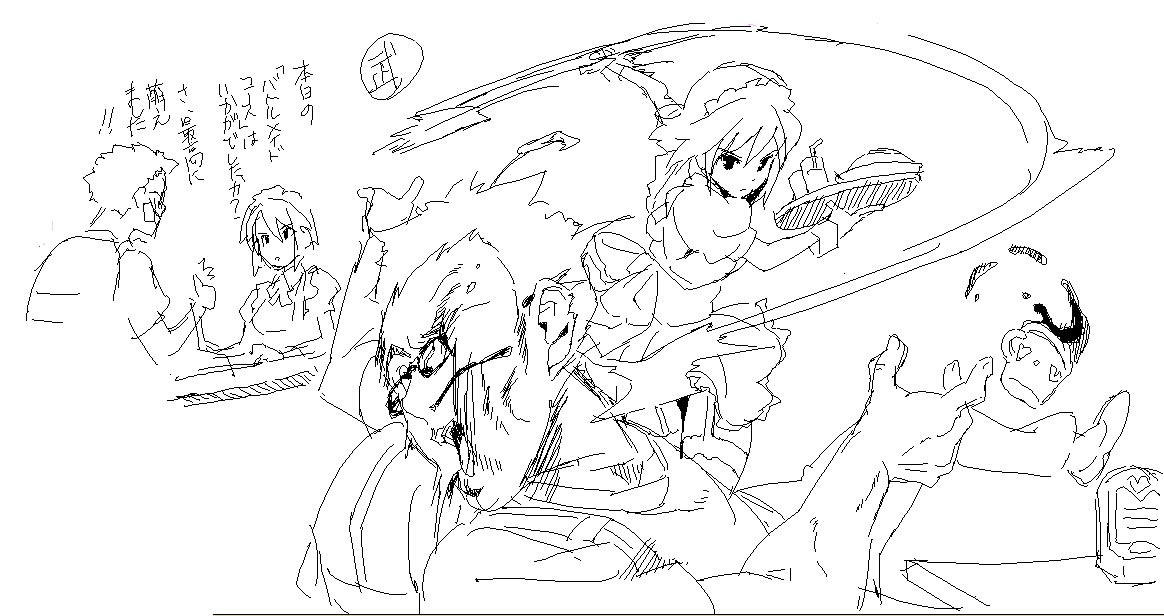 武
本日の
「バトルメイド
コース」は
いかがでしたか?
さ、最高に
萌え
ました
!!